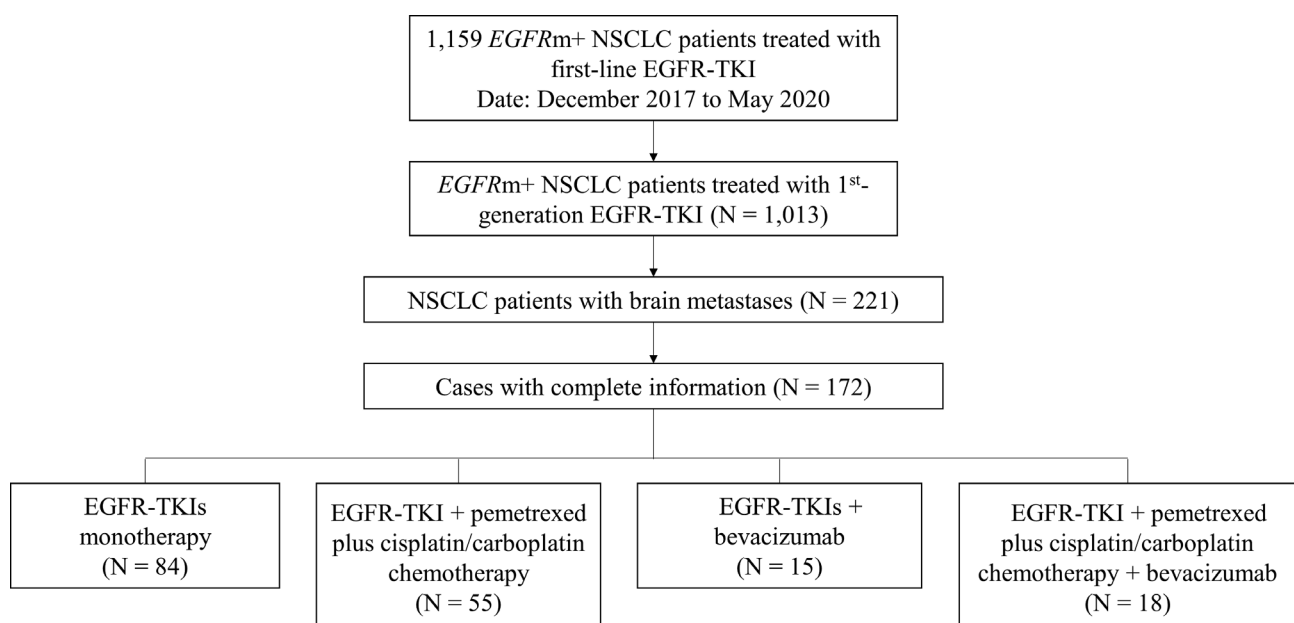 1,159 EGFRm+ NSCLC patients treated with
first-line EGFR-TKI
Date: December 2017 to May 2020
EGFRm+ NSCLC patients treated with 1st-
generation EGFR-TKI (N = 1,013)
NSCLC patients with brain metastases (N = 221)
Cases with complete information (N = 172)
EGFR-TKIs
monotherapy
(N = 84)
EGFR-TKI + pemetrexed
plus cisplatin/carboplatin
chemotherapy
(N = 55)
EGFR-TKIs +
bevacizumab
(N = 15)
EGFR-TKI + pemetrexed
plus cisplatin/carboplatin
chemotherapy + bevacizumab
(N = 18)